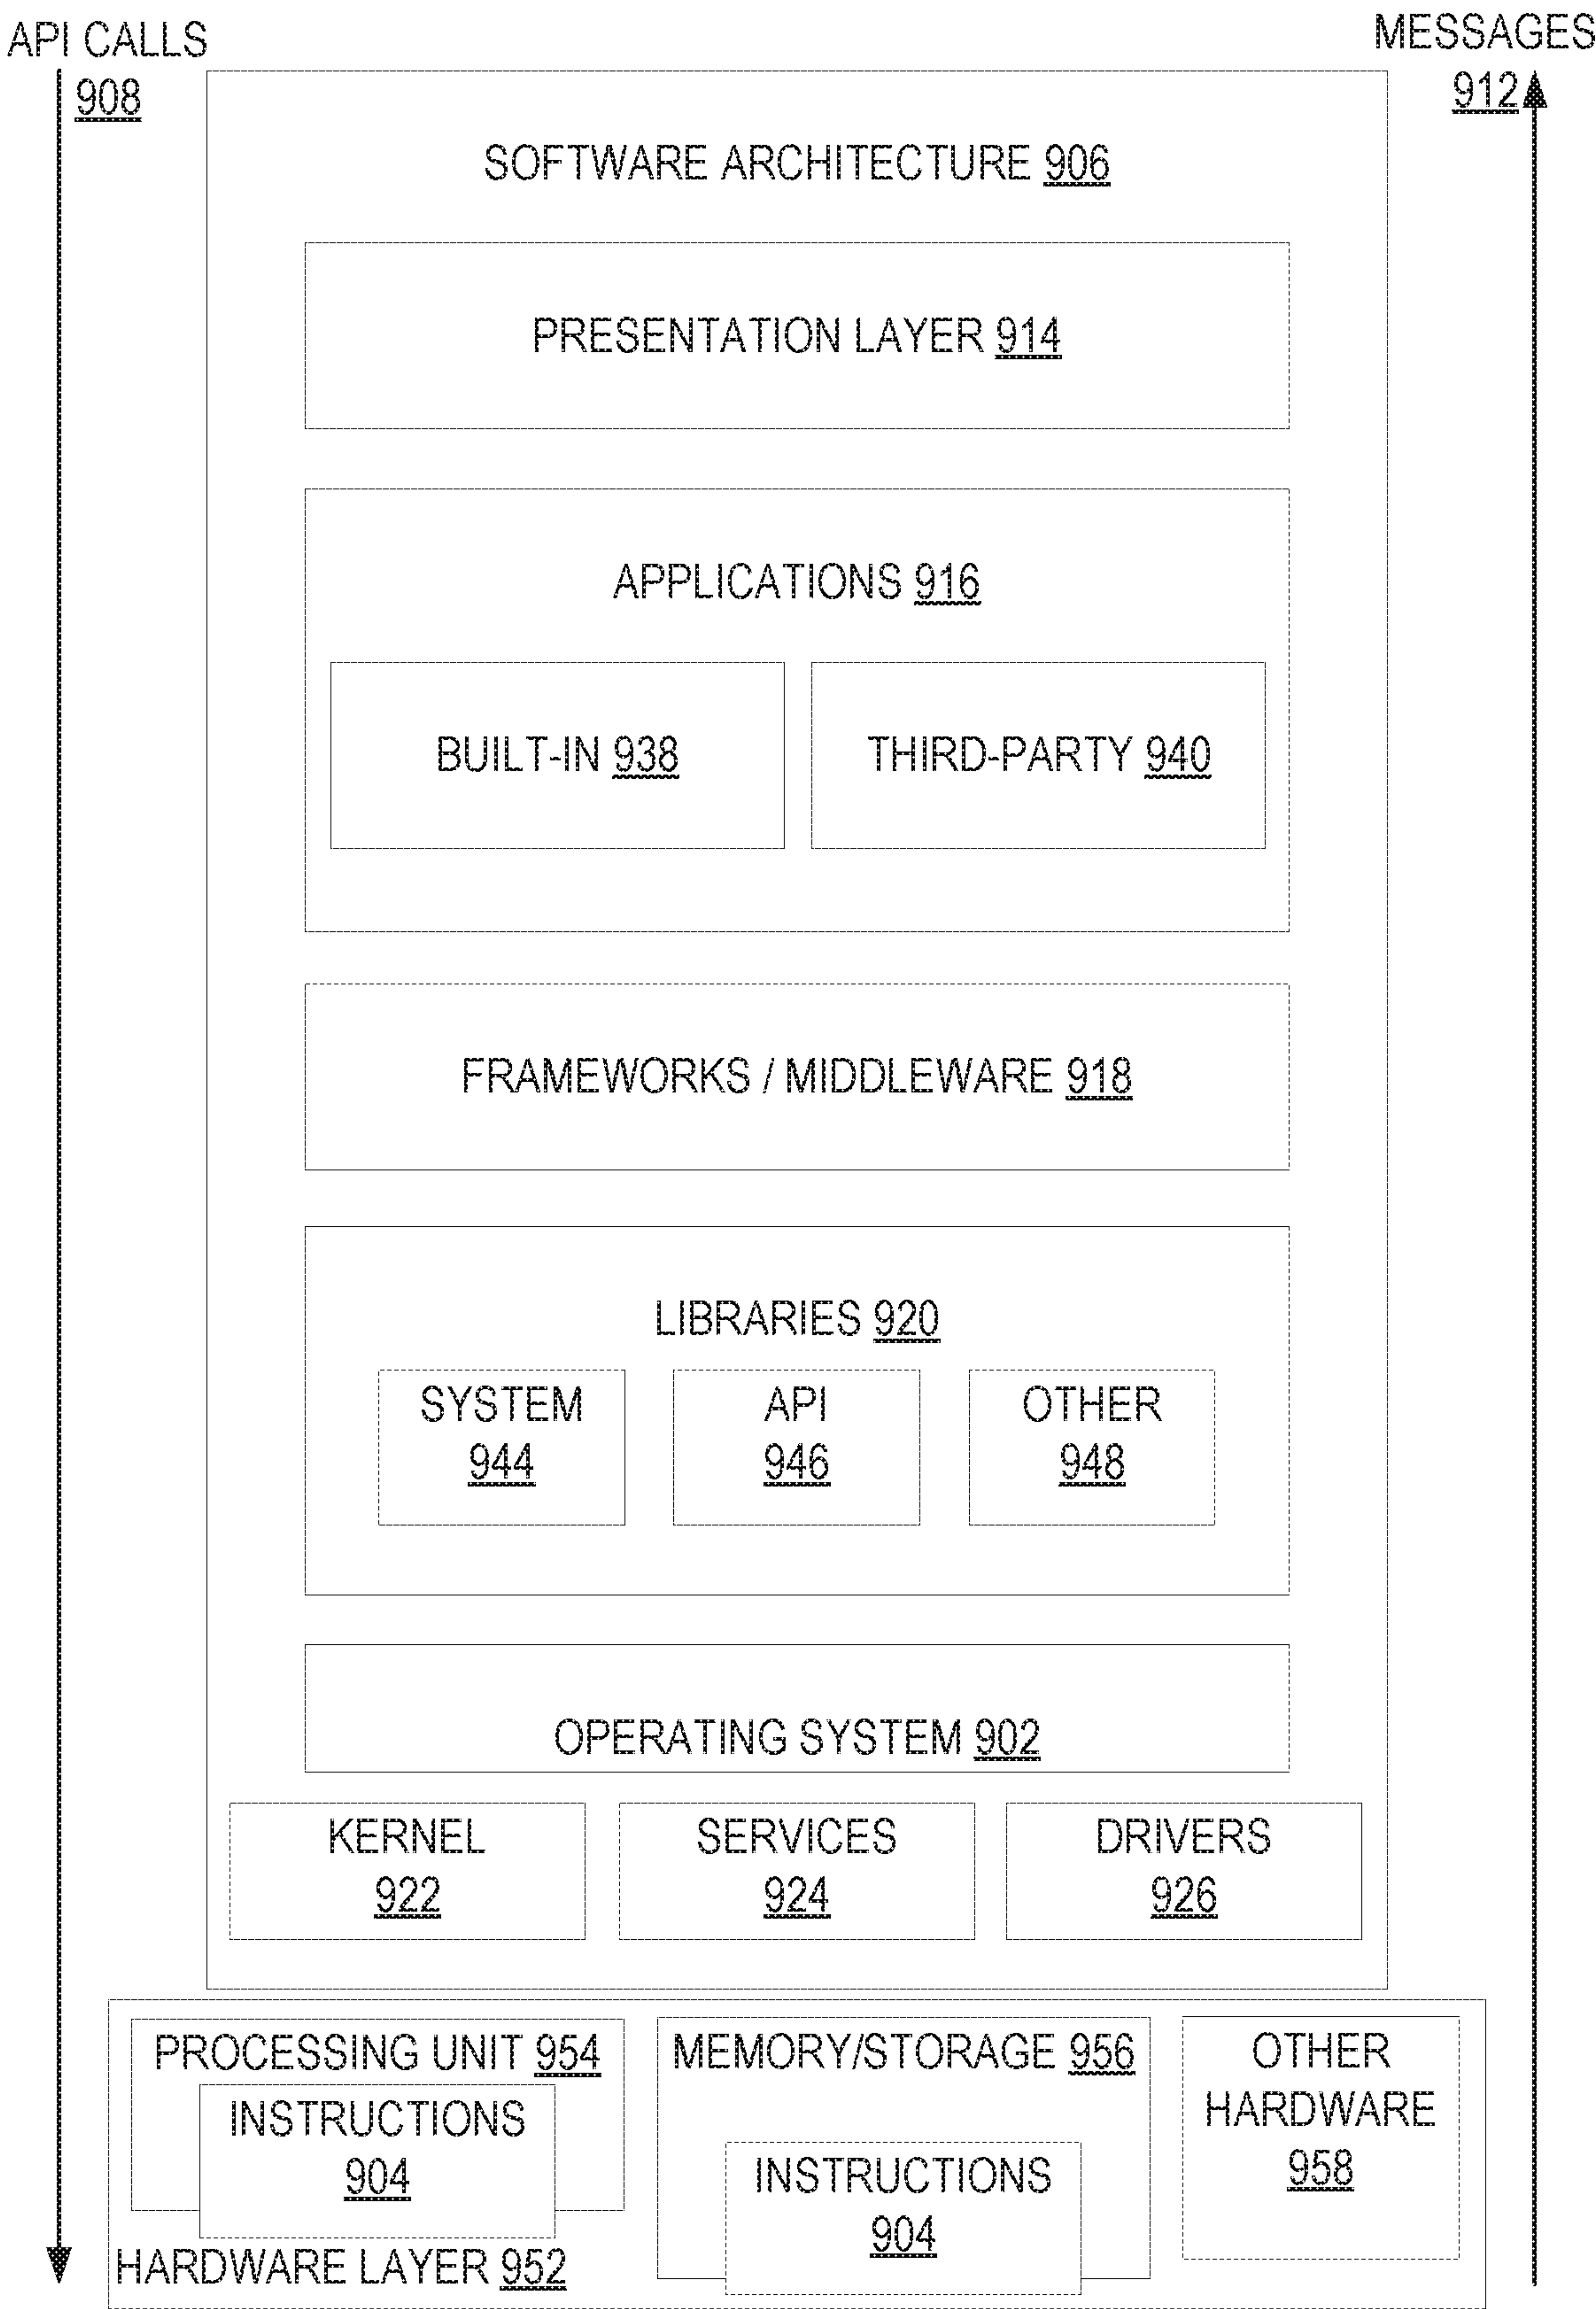 API CALLS
908
MESSAGES
912
SOFTWARE ARCHITECTURE 906
PRESENTATION LAYER 914
APPLICATIONS 916
BUILT-IN 938
THIRD-PARTY 940
FRAMEWORKS / MIDDLEWARE 918
LIBRARIES 920
SYSTEM
944
API
946
OTHER
948
OPERATING SYSTEM 902
KERNEL
922
SERVICES
924
DRIVERS
926
PROCESSING UNIT 954
INSTRUCTIONS
904
MEMORY/STORAGE 956
INSTRUCTIONS
904
OTHER
HARDWARE
958
HARDWARE LAYER 952